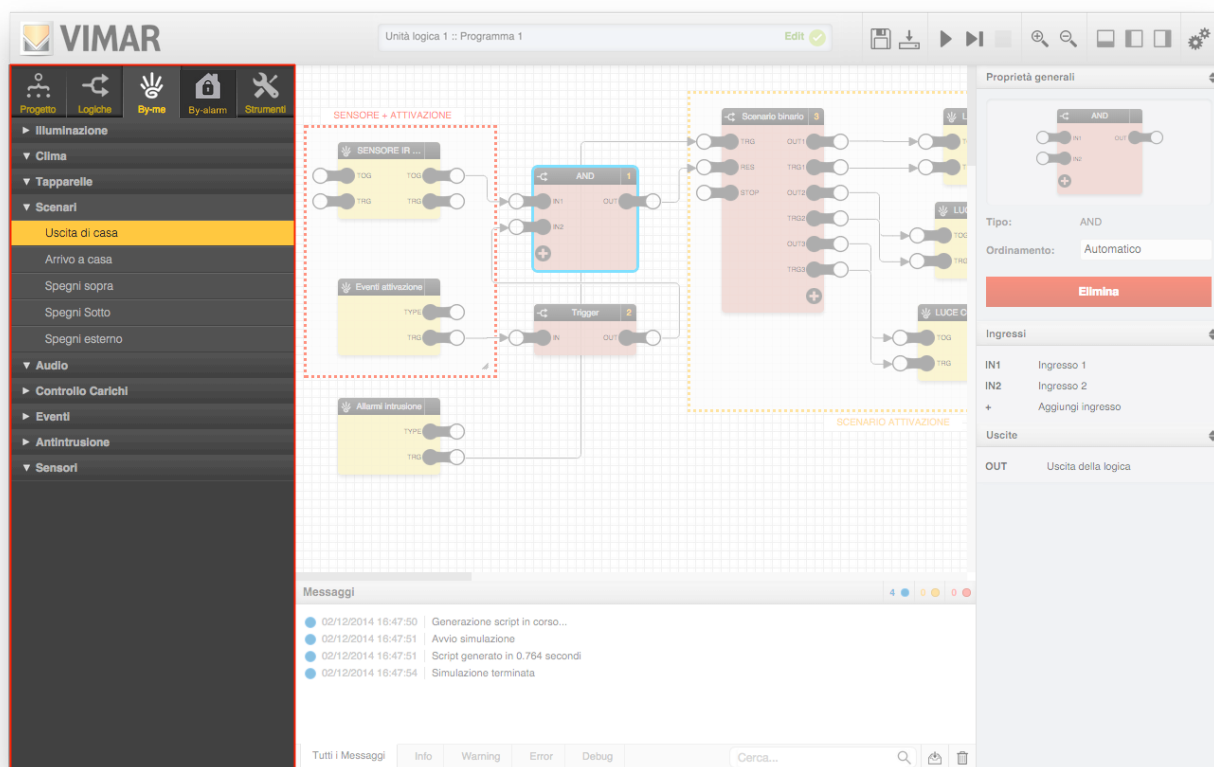 VIMAR
Unità logica 1 :: Programma 1
Edit
Progetto
Logiche
By-me
By-alarm
Strumenti
Illuminazione
Clima
Tapparelle
Scenari
Uscita di casa
Arrivo a casa
Spegni sopra
Spegni Sotto
Spegni esterno
Audio
Controllo Carichi
Eventi
Antintrusione
Sensori
SENSORE + ATTIVAZIONE
SENSORE IR ...
TOG TOG
TRG TRG
Eventi attivazione
TYPE
TRG
Allarmi intrusione
TYPE
TRG
AND 1
IN1 OUT
IN2
Trigger 2
IN OUT
Scenario binario 3
TRG OUT1
RES TRG1
STOP OUT2
TRG2
OUT3
TRG3
TOG
TRG
LUCE O
TOG
TRG
SCENARIO ATTIVAZIONE
Messaggi
4 0 0
02/12/2014 16:47:50 Generazione script in corso...
02/12/2014 16:47:51 Avvio simulazione
02/12/2014 16:47:51 Script generato in 0.764 secondi
02/12/2014 16:47:54 Simulazione terminata
Tutti i Messaggi Info Warning Error Debug Cerca...
Proprietà generali
AND
IN1
IN2
Tipo: AND
Ordinamento: Automatico
Elimina
Ingressi
IN1 Ingresso 1
IN2 Ingresso 2
+ Aggiungi ingresso
Uscite
OUT Uscita della logica